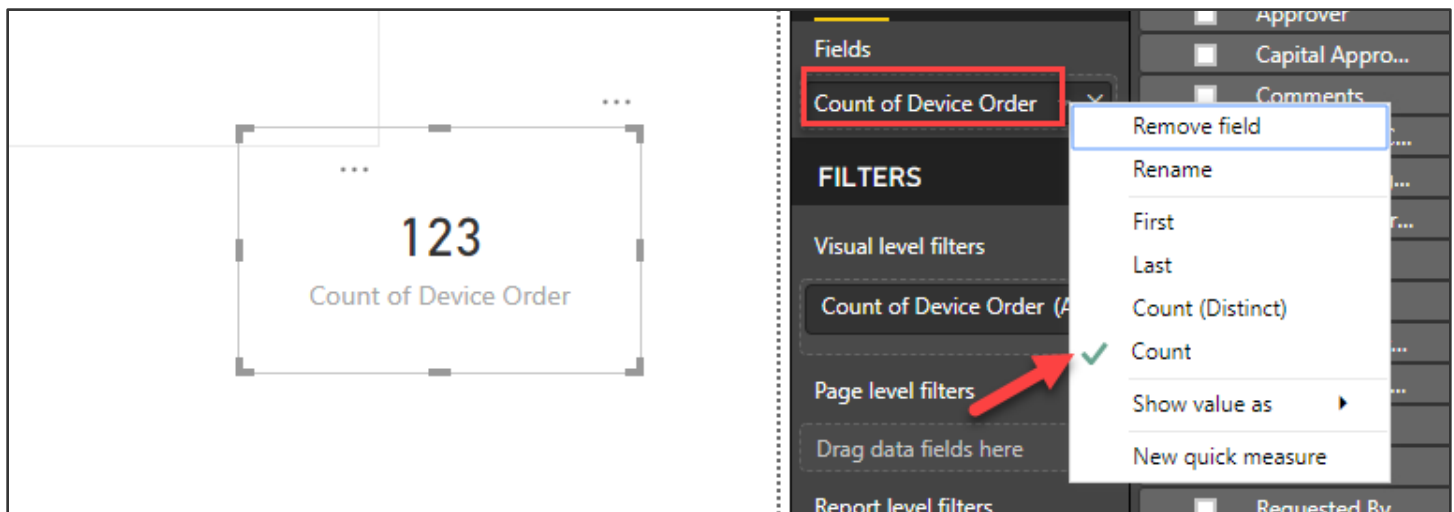 123
Count of Device Order
Fields
Count of Device Order
FILTERS
Visual level filters
Count of Device Order (A
Page level filters
Drag data fields here
Report level filters
Remove field
Rename
First
Last
Count (Distinct)
Count
Show value as
New quick measure
Approver
Capital Appro...
Comments
Requested By